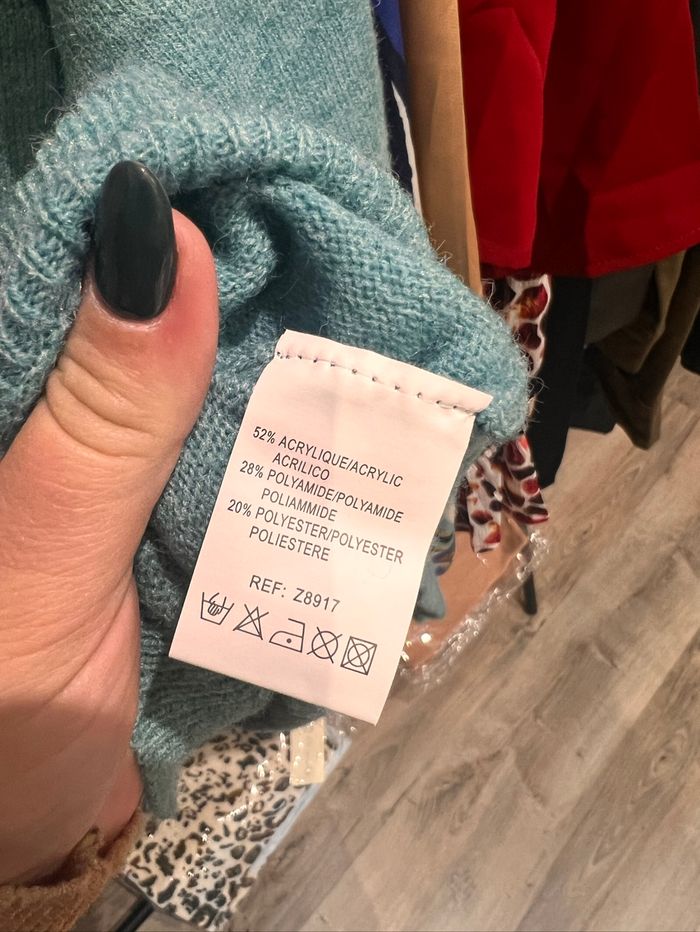 52% ACRYLIQUE/ACRYLIC
ACRILICO
28% POLYAMIDE/POLYAMIDE
POLIAMMIDE
20% POLYESTER/POLYESTER
POLIESTERE
REF: Z8917